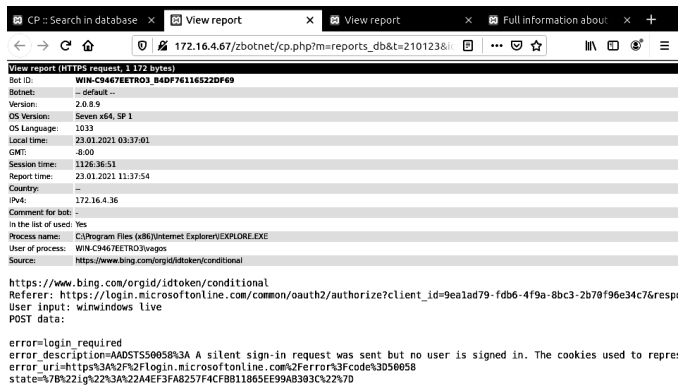 CP :: Search in database
View report
View report
Full information about
172.16.4.67/zbotnet/cp.php?m=reports_db&t=210123&i
View report (HTTPS request, 1 172 bytes)
Bot ID: WIN-C9467EETRO3_B4DF76116522DF69
Botnet: -- default --
Version: 2.0.8.9
OS Version: Seven x64, SP 1
OS Language: 1033
Local time: 23.01.2021 03:37:01
GMT: -8:00
Session time: 1126:36:51
Report time: 23.01.2021 11:37:54
Country: --
IPv4: 172.16.4.36
Comment for bot: -
In the list of used: Yes
Process name: C:\Program Files (x86)\Internet Explorer\IEXPLORE.EXE
User of process: WIN-C9467EETRO3\vagos
Source: https://www.bing.com/orgid/idtoken/conditional
https://www.bing.com/orgid/idtoken/conditional
Referer: https://login.microsoftonline.com/common/oauth2/authorize?client_id=9ea1ad79-fdb6-4f9a-8bc3-2b70f96e34c7&respo
User input: winwindows live
POST data:
error=login_required
error_description=AADSTS50058%3A A silent sign-in request was sent but no user is signed in. The cookies used to repres
error_uri=https%3A%2F%2Flogin.microsoftonline.com%2Ferror%3Fcode%3D50058
state=%7B%22ig%22%3A%22A4EF3FA8257F4CFBB11865EE99AB303C%22%7D